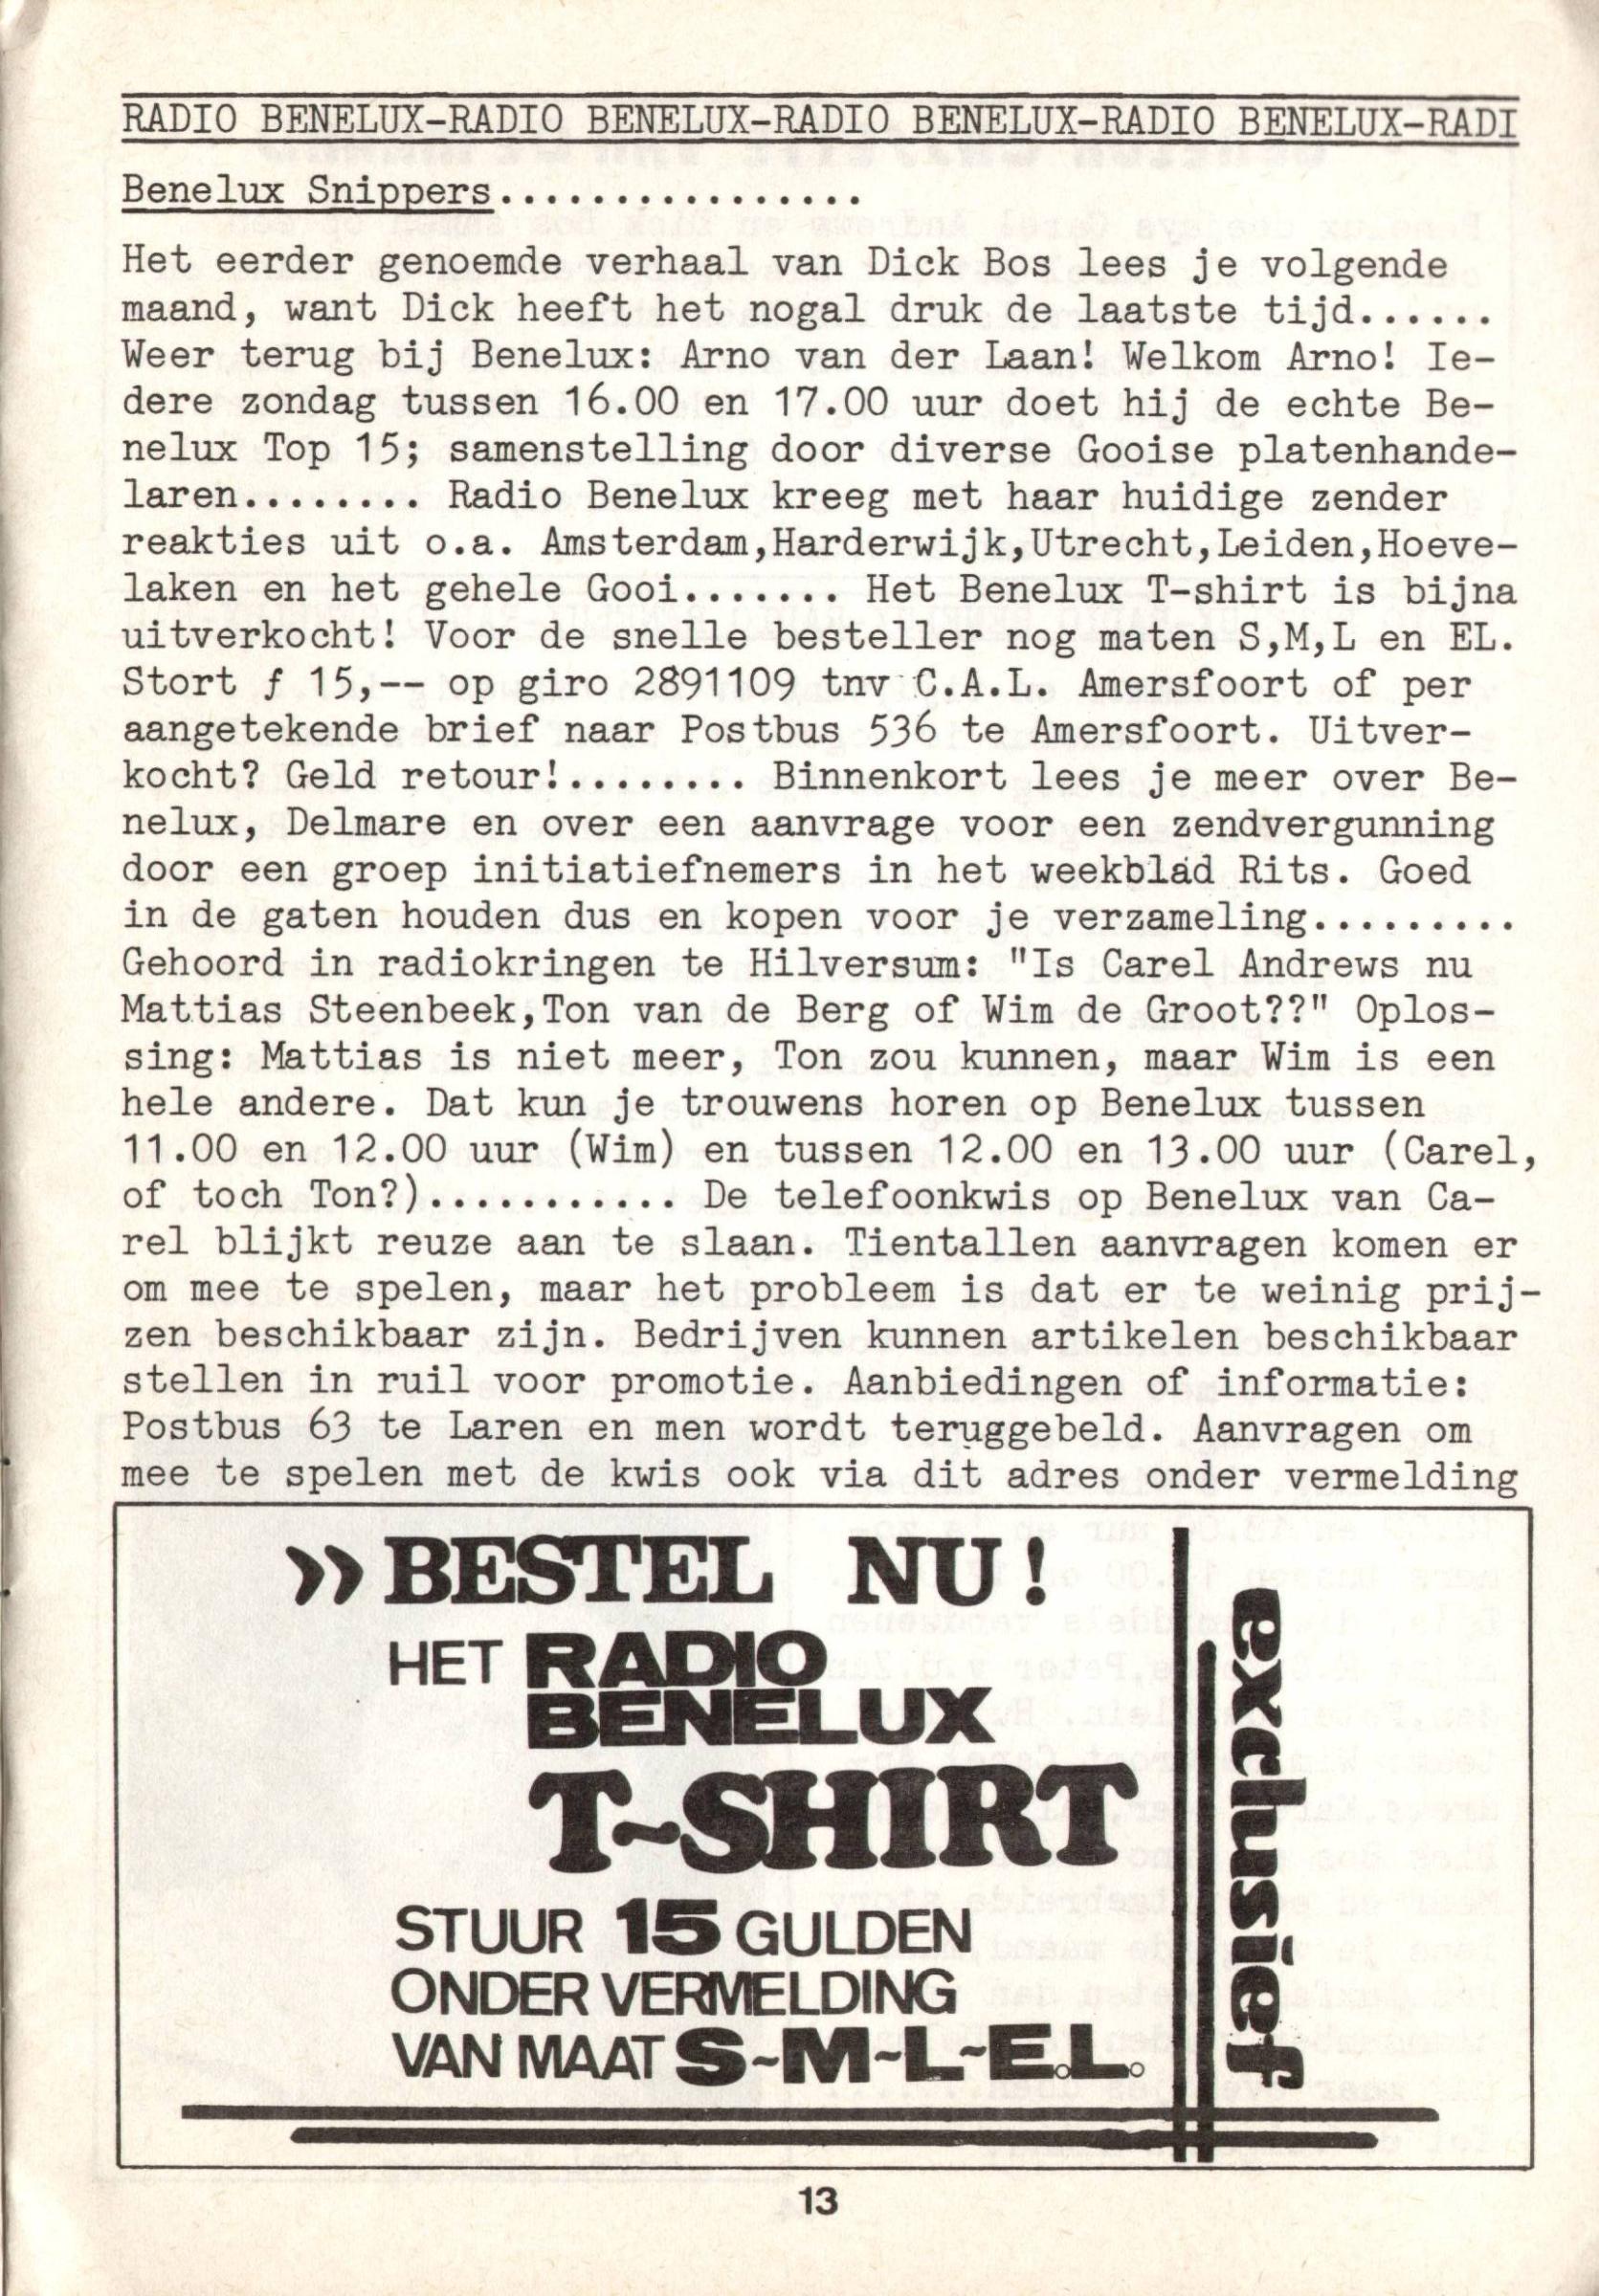 RADIO BENELUX-RADIO BENELUX-RADIO BENELUX-RADIO BENELUX-RADI
Benelux Snippers................
Het eerder genoemde verhaal van Dick Bos lees je volgende
maand, want Dick heeft het nogal druk de laatste tijd......
Weer terug bij Benelux: Arno van der Laan! Welkom Arno! Ie-
dere zondag tussen 16.00 en 17.00 uur doet hij de echte Be-
nelux Top 15; samenstelling door diverse Gooise platenhande-
laren........ Radio Benelux kreeg met haar huidige zender
reakties uit o.a. Amsterdam,Harderwijk,Utrecht,Leiden,Hoeve-
laken en het gehele Gooi....... Het Benelux T-shirt is bijna
uitverkocht! Voor de snelle besteller nog maten S,M,L en EL.
Stort ƒ 15,-- op giro 2891109 tnv C.A.L. Amersfoort of per
aangetekende brief naar Postbus 536 te Amersfoort. Uitver-
kocht? Geld retour!........ Binnenkort lees je meer over Be-
nelux, Delmare en over een aanvrage voor een zendvergunning
door een groep initiatiefnemers in het weekblad Rits. Goed
in de gaten houden dus en kopen voor je verzameling.........
Gehoord in radiokringen te Hilversum: "Is Carel Andrews nu
Mattias Steenbeek,Ton van de Berg of Wim de Groot??" Oplos-
sing: Mattias is niet meer, Ton zou kunnen, maar Wim is een
hele andere. Dat kun je trouwens horen op Benelux tussen
11.00 en 12.00 uur (Wim) en tussen 12.00 en 13.00 uur (Carel,
of toch Ton?)........... De telefoonkwis op Benelux van Ca-
rel blijkt reuze aan te slaan. Tientallen aanvragen komen er
om mee te spelen, maar het probleem is dat er te weinig prij-
zen beschikbaar zijn. Bedrijven kunnen artikelen beschikbaar
stellen in ruil voor promotie. Aanbiedingen of informatie:
Postbus 63 te Laren en men wordt teruggebeld. Aanvragen om
mee te spelen met de kwis ook via dit adres onder vermelding
» BESTEL NU!
HET RADIO
BENELUX
T~SHIRT
STUUR 15 GULDEN
ONDER VERMELDING
VAN MAAT S~M~L~E.L.
exclusief
13